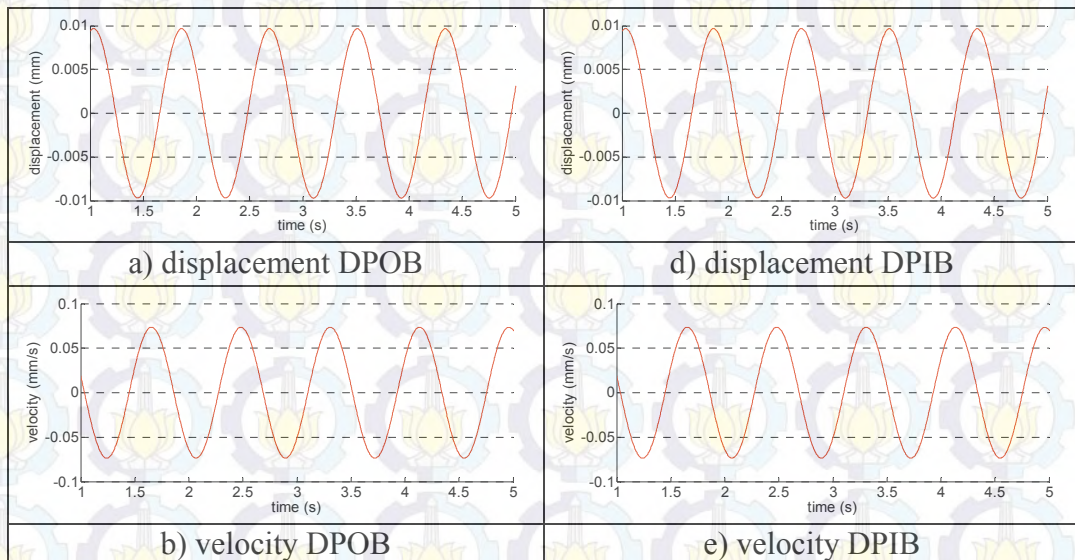 0.01
0.005
0
-0.005
-0.01
displacement (mm)
1 1.5 2 2.5 3 3.5 4 4.5 5
time (s)
a) displacement DPOB
0.01
0.005
0
-0.005
-0.01
displacement (mm)
1 1.5 2 2.5 3 3.5 4 4.5 5
time (s)
d) displacement DPIB
0.1
0.05
0
-0.05
-0.1
velocity (mm/s)
1 1.5 2 2.5 3 3.5 4 4.5 5
time (s)
b) velocity DPOB
0.1
0.05
0
-0.05
-0.1
velocity (mm/s)
1 1.5 2 2.5 3 3.5 4 4.5 5
time (s)
e) velocity DPIB